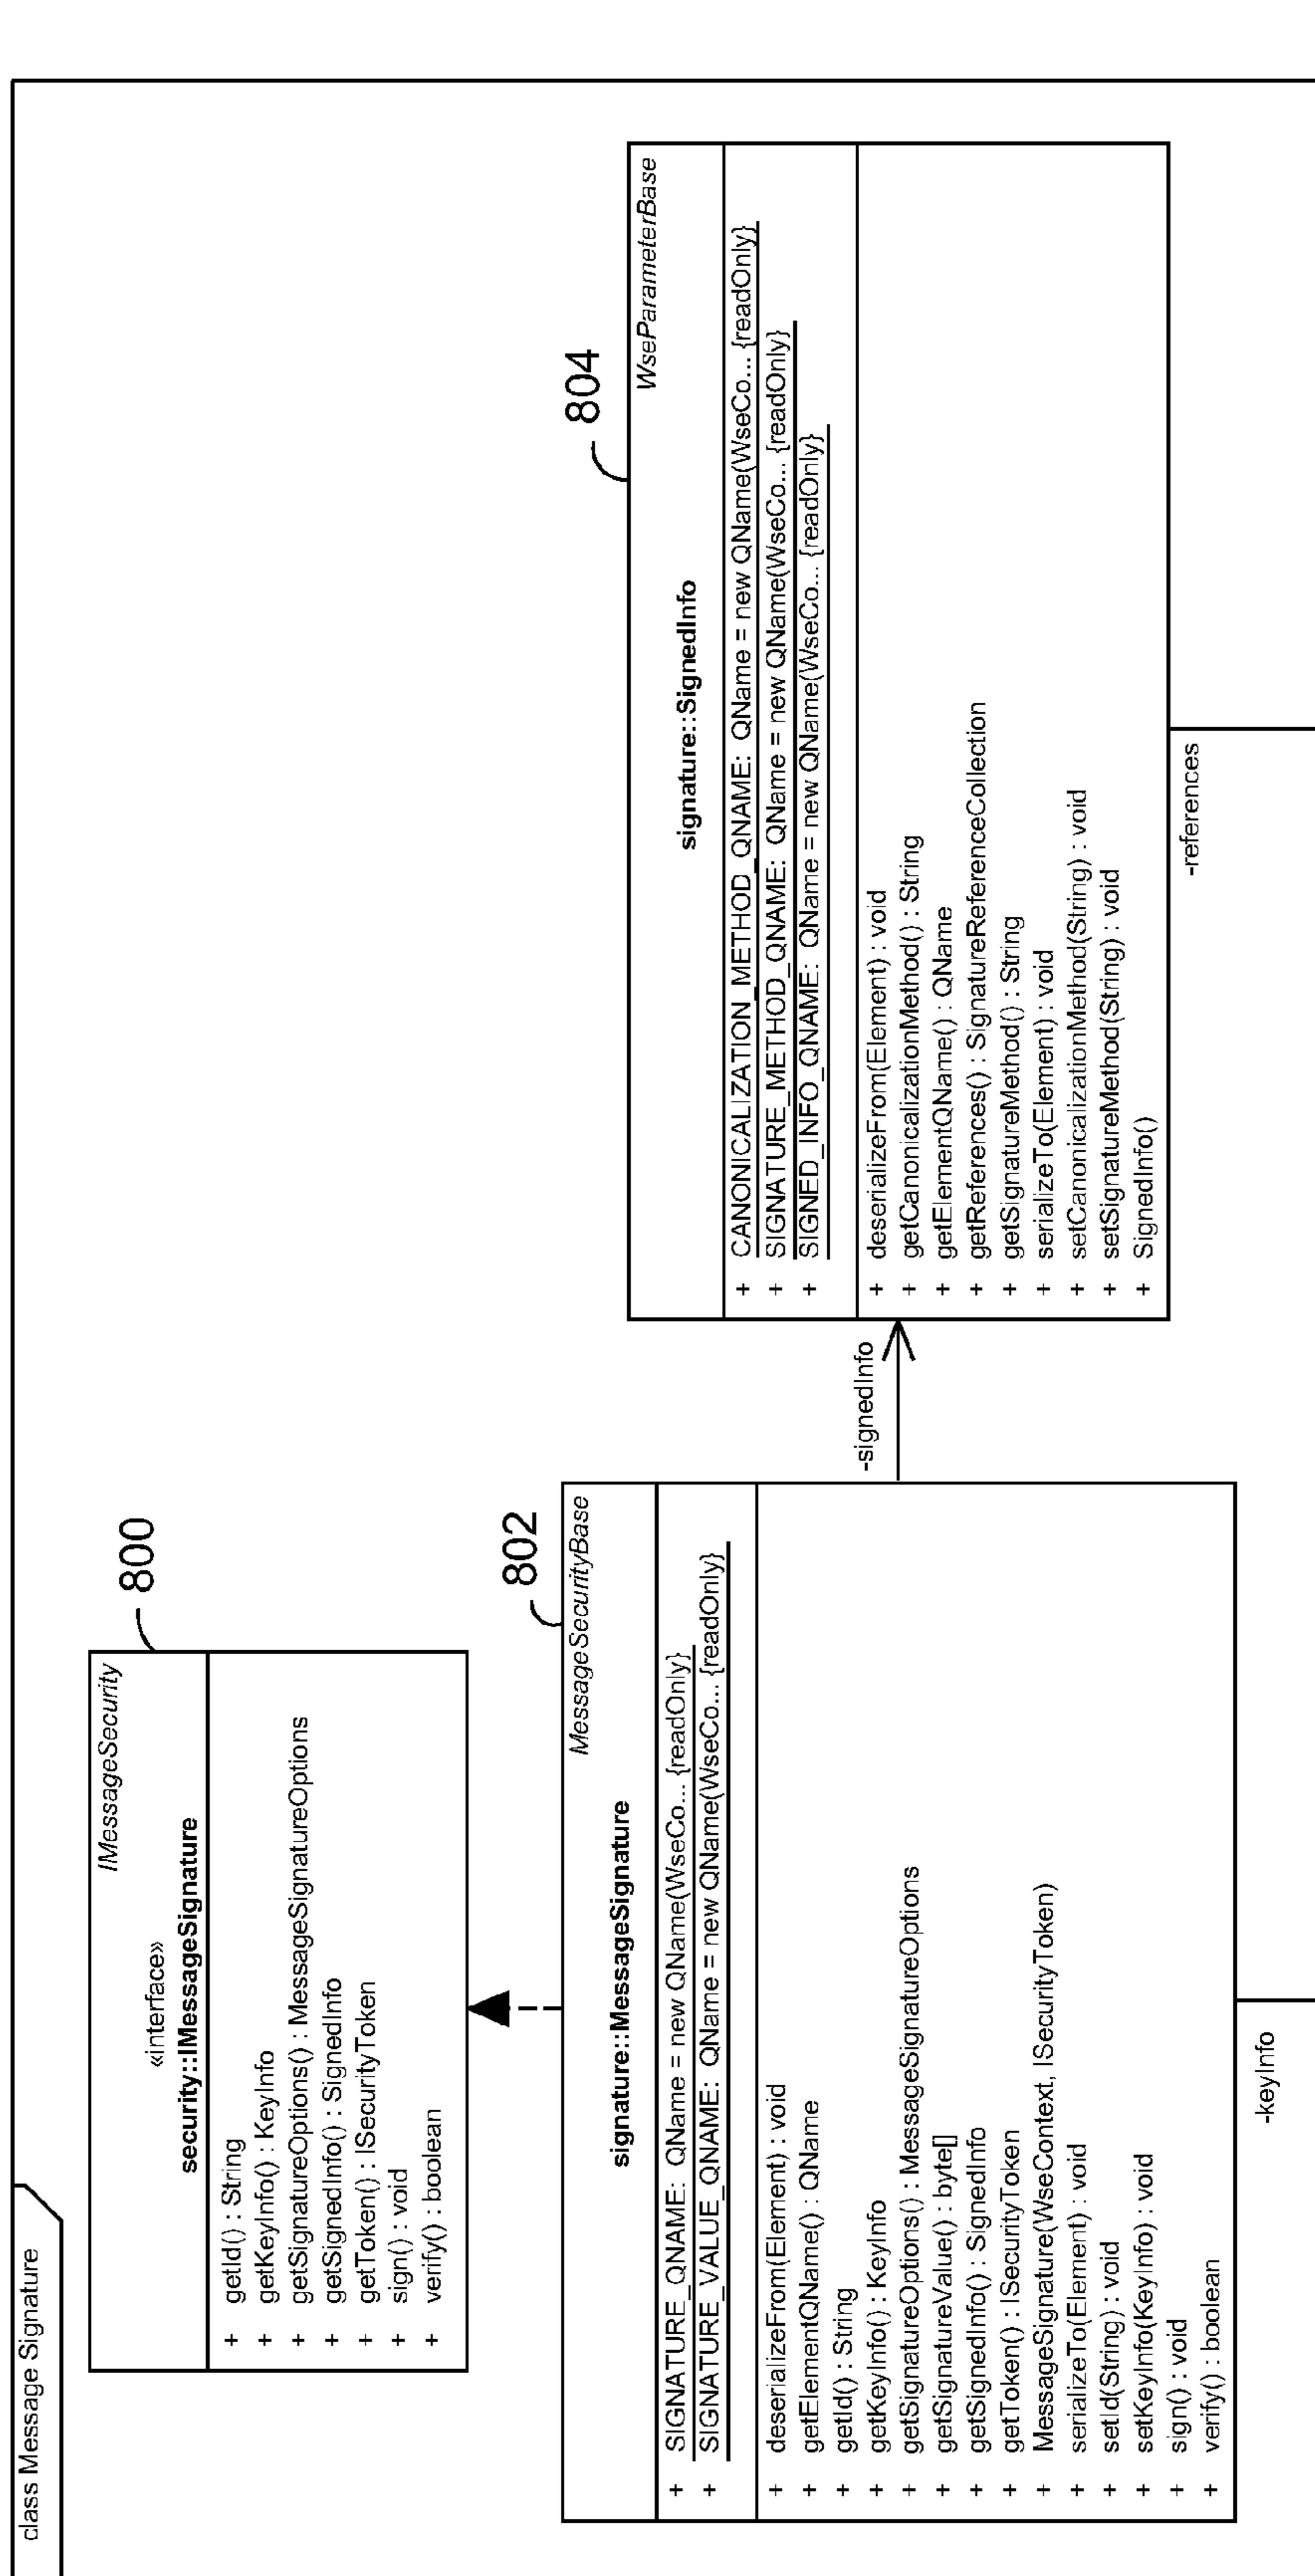 class Message Signature
800
IMessageSecurity
«interface»
security::IMessageSignature
+ getId() : String
+ getKeyInfo() : KeyInfo
+ getSignatureOptions() : MessageSignatureOptions
+ getSignedInfo() : SignedInfo
+ getToken() : ISecurityToken
+ sign() : void
+ verify() : boolean
802
MessageSecurityBase
signature::MessageSignature
+ SIGNATURE_QNAME: QName = new QName(WseCo... {readOnly}
+ SIGNATURE_VALUE_QNAME: QName = new QName(WseCo... {readOnly}
+ deserializeFrom(Element) : void
+ getElementQName() : QName
+ getId() : String
+ getKeyInfo() : KeyInfo
+ getSignatureOptions() : MessageSignatureOptions
+ getSignatureValue() : byte[]
+ getSignedInfo() : SignedInfo
+ getToken() : ISecurityToken
+ MessageSignature(WseContext, ISecurityToken)
+ serializeTo(Element) : void
+ setId(String) : void
+ setKeyInfo(KeyInfo) : void
+ sign() : void
+ verify() : boolean
-keyInfo
-signedInfo
804
WseParameterBase
signature::SignedInfo
+ CANONICALIZATION_METHOD_QNAME: QName = new QName(WseCo... {readOnly}
+ SIGNATURE_METHOD_QNAME: QName = new QName(WseCo... {readOnly}
+ SIGNED_INFO_QNAME: QName = new QName(WseCo... {readOnly}
+ deserializeFrom(Element) : void
+ getCanonicalizationMethod() : String
+ getElementQName() : QName
+ getReferences() : SignatureReferenceCollection
+ getSignatureMethod() : String
+ serializeTo(Element) : void
+ setCanonicalizationMethod(String) : void
+ setSignatureMethod(String) : void
+ SignedInfo()
-references